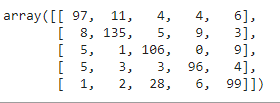 array([[ 97, 11, 4, 4, 6],
[ 8, 135, 5, 9, 3],
[ 5, 1, 106, 0, 9],
[ 5, 3, 3, 96, 4],
[ 1, 2, 28, 6, 99]])